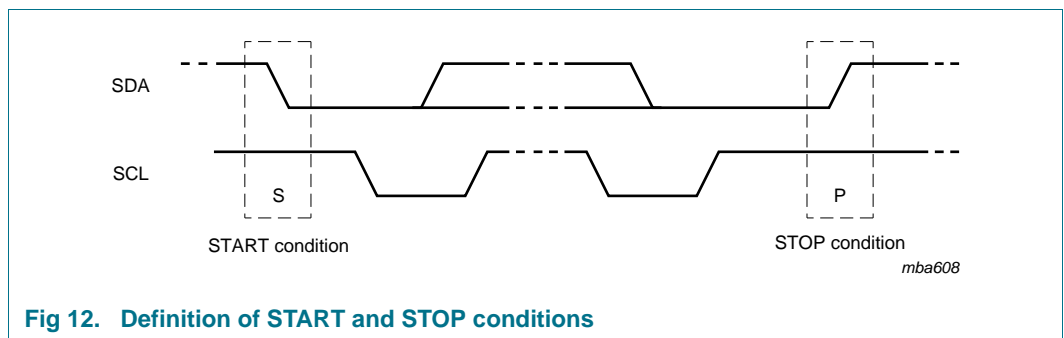 SDA
SCL
S
P
START condition
STOP condition
mba608
Fig 12. Definition of START and STOP conditions